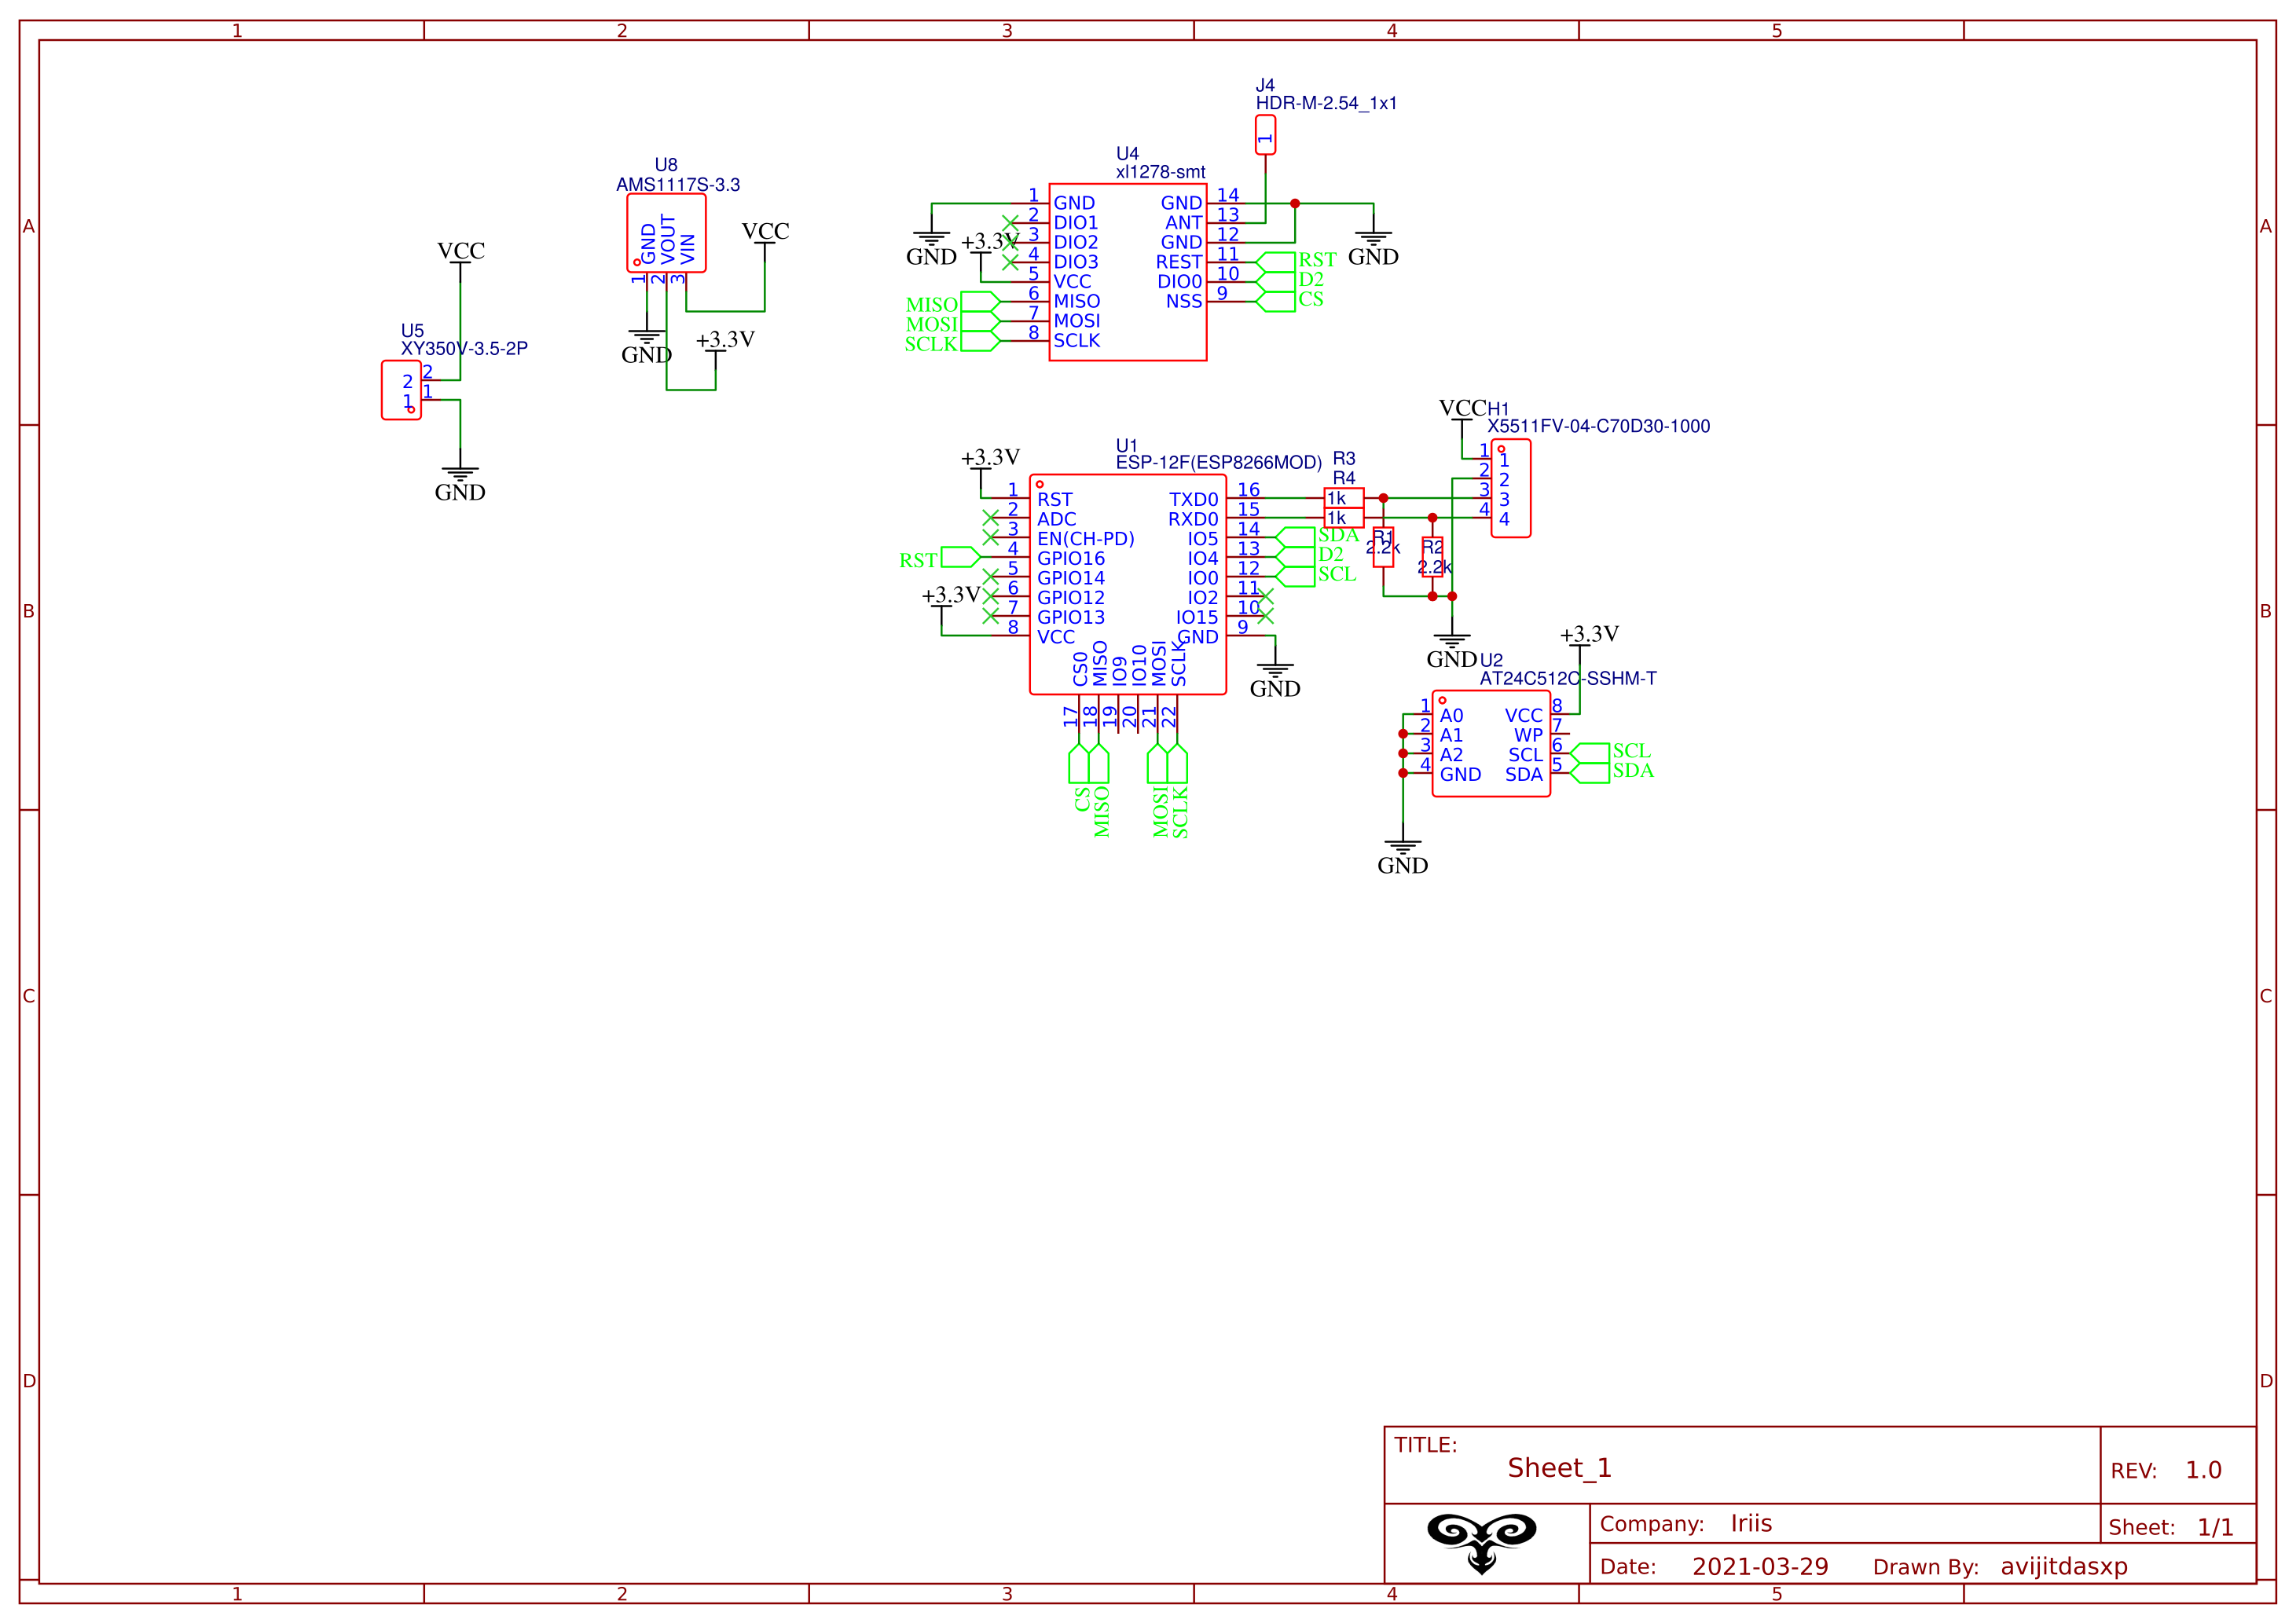 1 2 3 4 5
A A
B B
C C
D D
J4
HDR-M-2.54_1x1
1
U4
xl1278-smt
1 GND
2 DIO1
3 DIO2
4 DIO3
5 VCC
6 MISO
7 MOSI
8 SCLK
GND 14
ANT 13
GND 12
REST 11
DIO0 10
NSS 9
GND
+3.3V
MISO
MOSI
SCLK
RST
D2
CS
GND
U8
AMS1117S-3.3
GND
VOUT
VIN
1
2
3
VCC
GND
+3.3V
VCC
U5
XY350V-3.5-2P
2 2
1 1
GND
U1
ESP-12F(ESP8266MOD)
+3.3V
1 RST
2 ADC
3 EN(CH-PD)
4 GPIO16
5 GPIO14
6 GPIO12
7 GPIO13
8 VCC
RST
+3.3V
TXD0 16
RXD0 15
IO5 14
IO4 13
IO0 12
IO2 11
IO15 10
GND 9
SDA
D2
SCL
GND
CS0
MISO
IO9
IO10
MOSI
SCLK
17
18
19
20
21
22
CS
MISO
MOSI
SCLK
R3
R4
1k
1k
R1
2.2k
R2
2.2k
VCC
H1
X5511FV-04-C70D30-1000
1 1
2 2
3 3
4 4
GND
+3.3V
U2
AT24C512C-SSHM-T
1 A0
2 A1
3 A2
4 GND
VCC 8
WP 7
SCL 6
SDA 5
SCL
SDA
GND
TITLE:
Sheet_1
REV: 1.0
Company: Iriis
Sheet: 1/1
Date: 2021-03-29 Drawn By: avijitdasxp
1 2 3 4 5